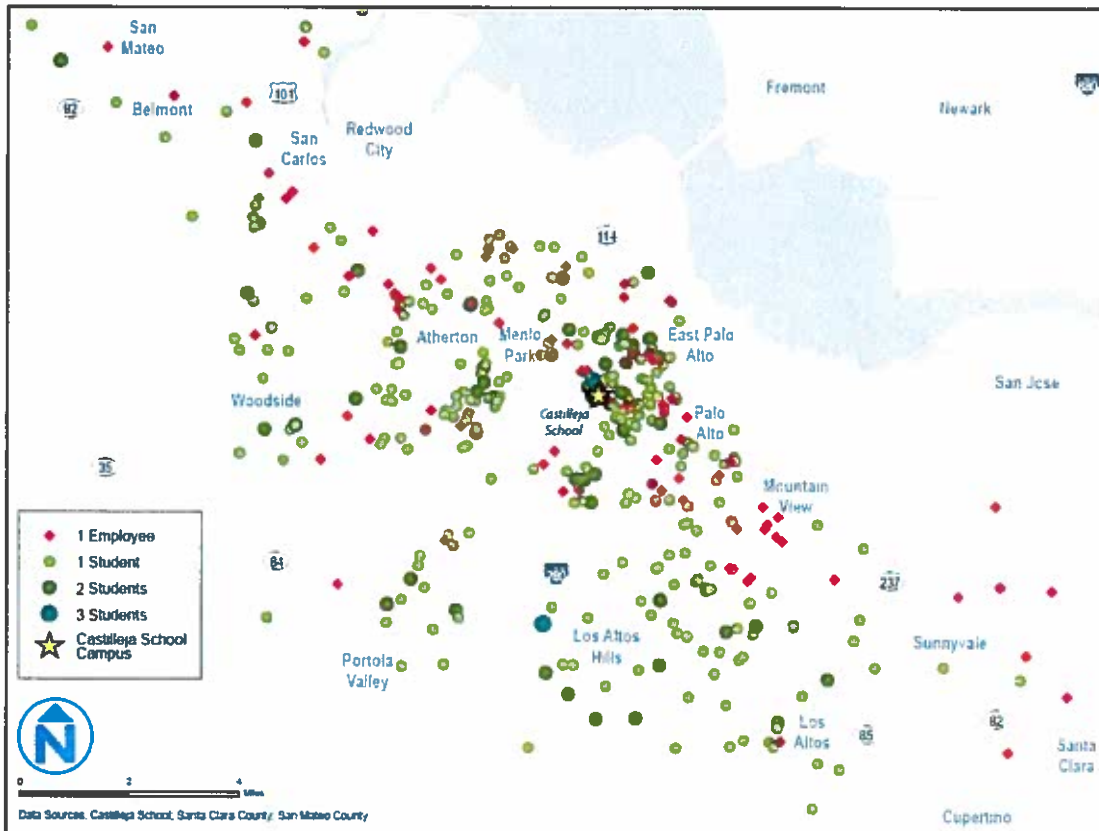 San
Mateo
Fremont
Newark
101
82
Belmont
Redwood
City
San
Carlos
114
Atherton
Menlo
Park
East Palo
Alto
San Jose
Woodside
Castilleja
School
Palo
Alto
35
Mountain
View
1 Employee
1 Student
2 Students
3 Students
Castilleja School
Campus
84
280
237
Los Altos
Hills
Sunnyvale
Portola
Valley
Los
Altos
85
82
Santa
Clara
N
0 2 4
Miles
Data Sources: Castilleja School; Santa Clara County; San Mateo County
Cupertino